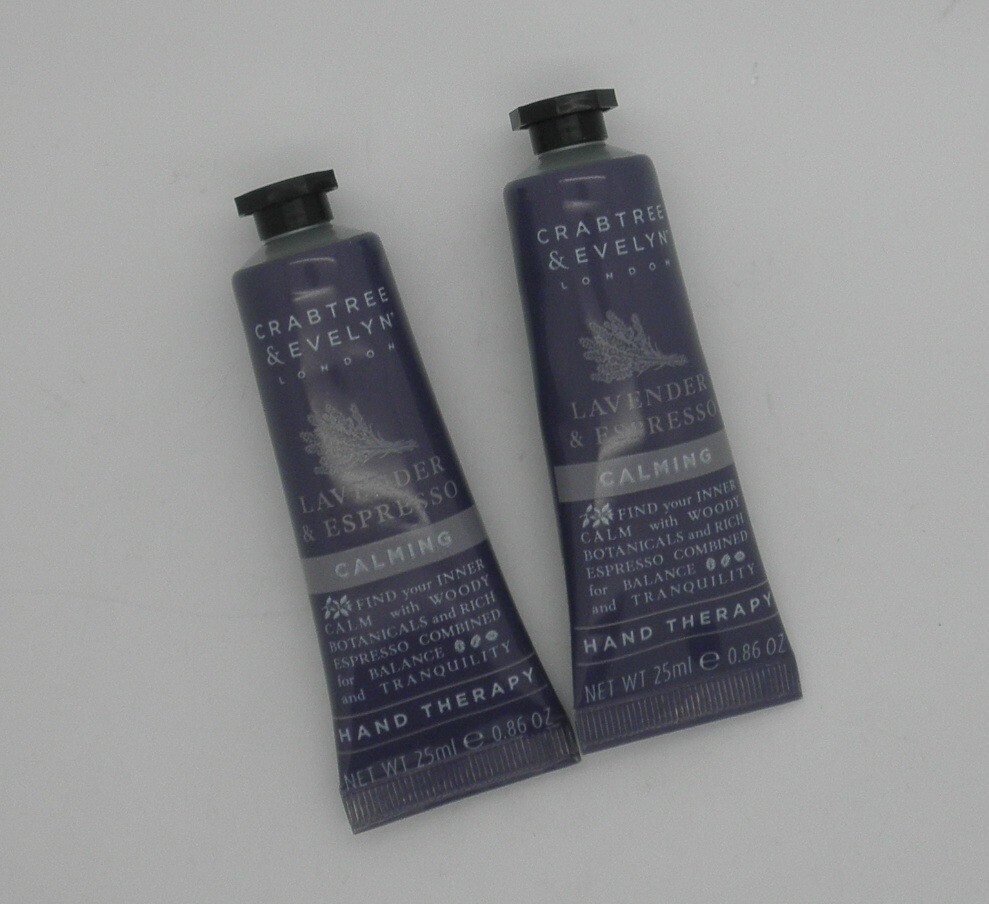 CRABTREE
& EVELYN
LONDON
LAVENDER
& ESPRESSO
CALMING
FIND your INNER
CALM with WOODY
BOTANICALS and RICH
ESPRESSO COMBINED
for BALANCE
and TRANQUILITY
HAND THERAPY
NET WT 25ml ℮ 0.86 OZ
CRABTREE
& EVELYN
LONDON
LAVENDER
& ESPRESSO
CALMING
FIND your INNER
CALM with WOODY
BOTANICALS and RICH
ESPRESSO COMBINED
for BALANCE
and TRANQUILITY
HAND THERAPY
NET WT 25ml ℮ 0.86 OZ